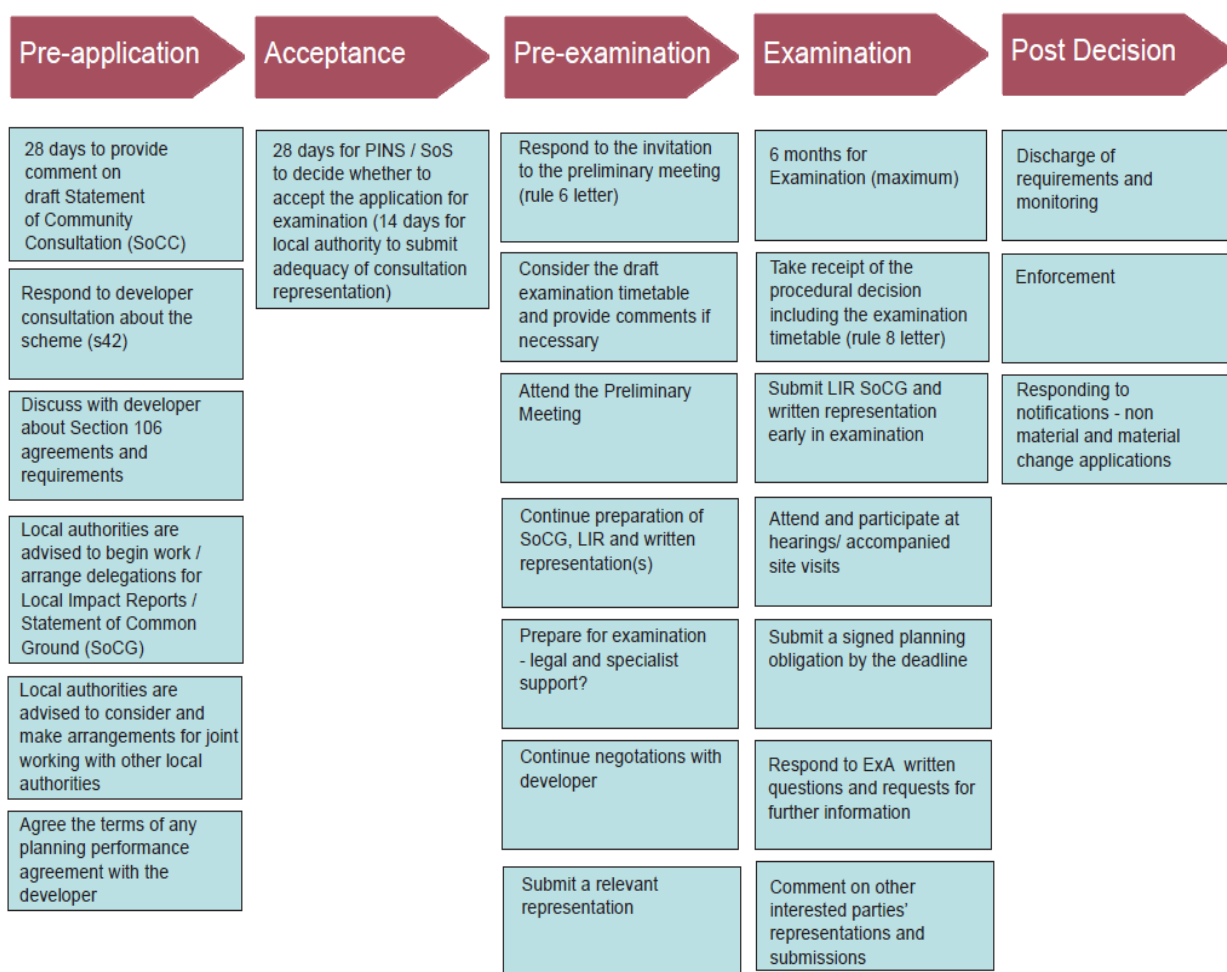 Pre-application
Acceptance
Pre-examination
Examination
Post Decision
28 days to provide
comment on
draft Statement
of Community
Consultation (SoCC)
Respond to developer
consultation about the
scheme (s42)
Discuss with developer
about Section 106
agreements and
requirements
Local authorities are
advised to begin work /
arrange delegations for
Local Impact Reports /
Statement of Common
Ground (SoCG)
Local authorities are
advised to consider and
make arrangements for joint
working with other local
authorities
Agree the terms of any
planning performance
agreement with the
developer
28 days for PINS / SoS
to decide whether to
accept the application for
examination (14 days for
local authority to submit
adequacy of consultation
representation)
Respond to the invitation
to the preliminary meeting
(rule 6 letter)
Consider the draft
examination timetable
and provide comments if
necessary
Attend the Preliminary
Meeting
Continue preparation of
SoCG, LIR and written
representation(s)
Prepare for examination
- legal and specialist
support?
Continue negotations with
developer
Submit a relevant
representation
6 months for
Examination (maximum)
Take receipt of the
procedural decision
including the examination
timetable (rule 8 letter)
Submit LIR SoCG and
written representation
early in examination
Attend and participate at
hearings/ accompanied
site visits
Submit a signed planning
obligation by the deadline
Respond to ExA written
questions and requests for
further information
Comment on other
interested parties'
representations and
submissions
Discharge of
requirements and
monitoring
Enforcement
Responding to
notifications - non
material and material
change applications